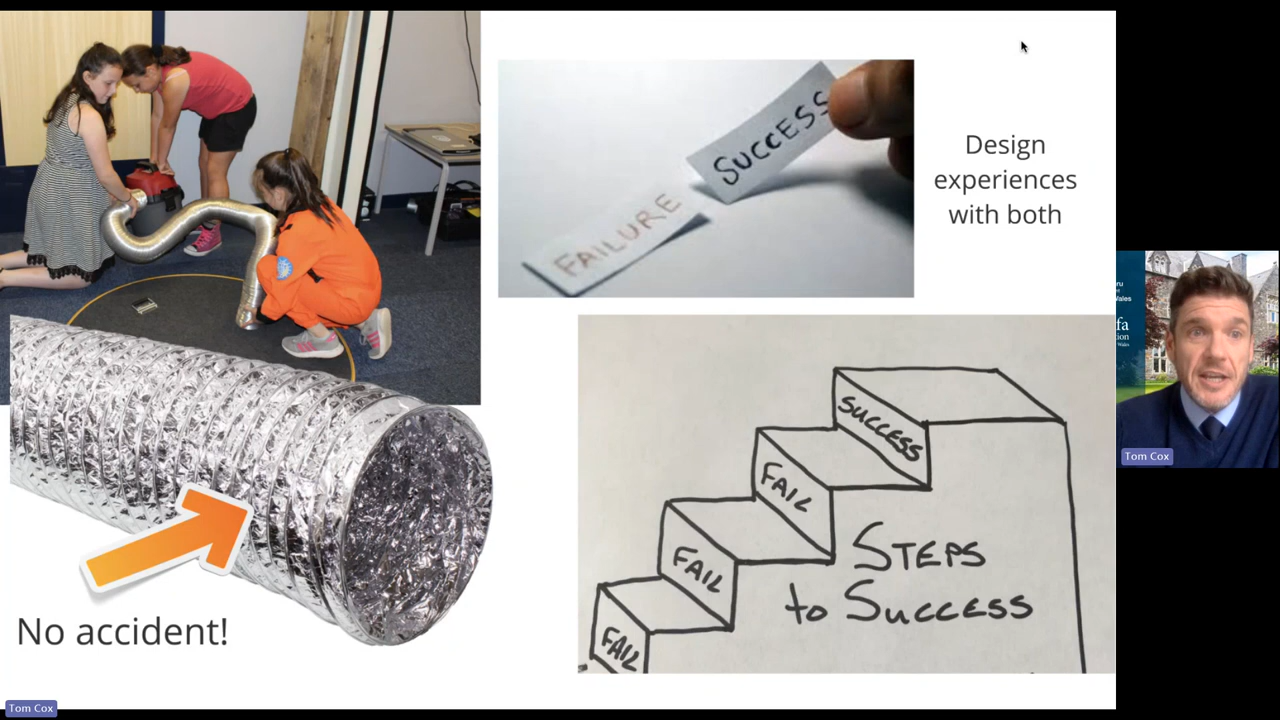 FAILURE
SUCCESS
Design
experiences
with both
SUCCESS
FAIL
FAIL
FAIL
STEPS
to SUCCESS
No accident!
Tom Cox
Tom Cox